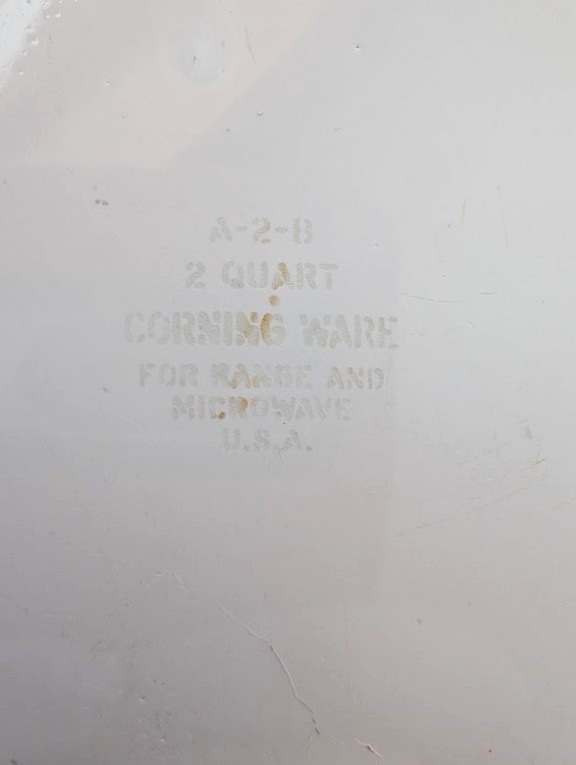 A-2-B
2 QUART
CORNING WARE
FOR RANGE AND
MICROWAVE
U.S.A.